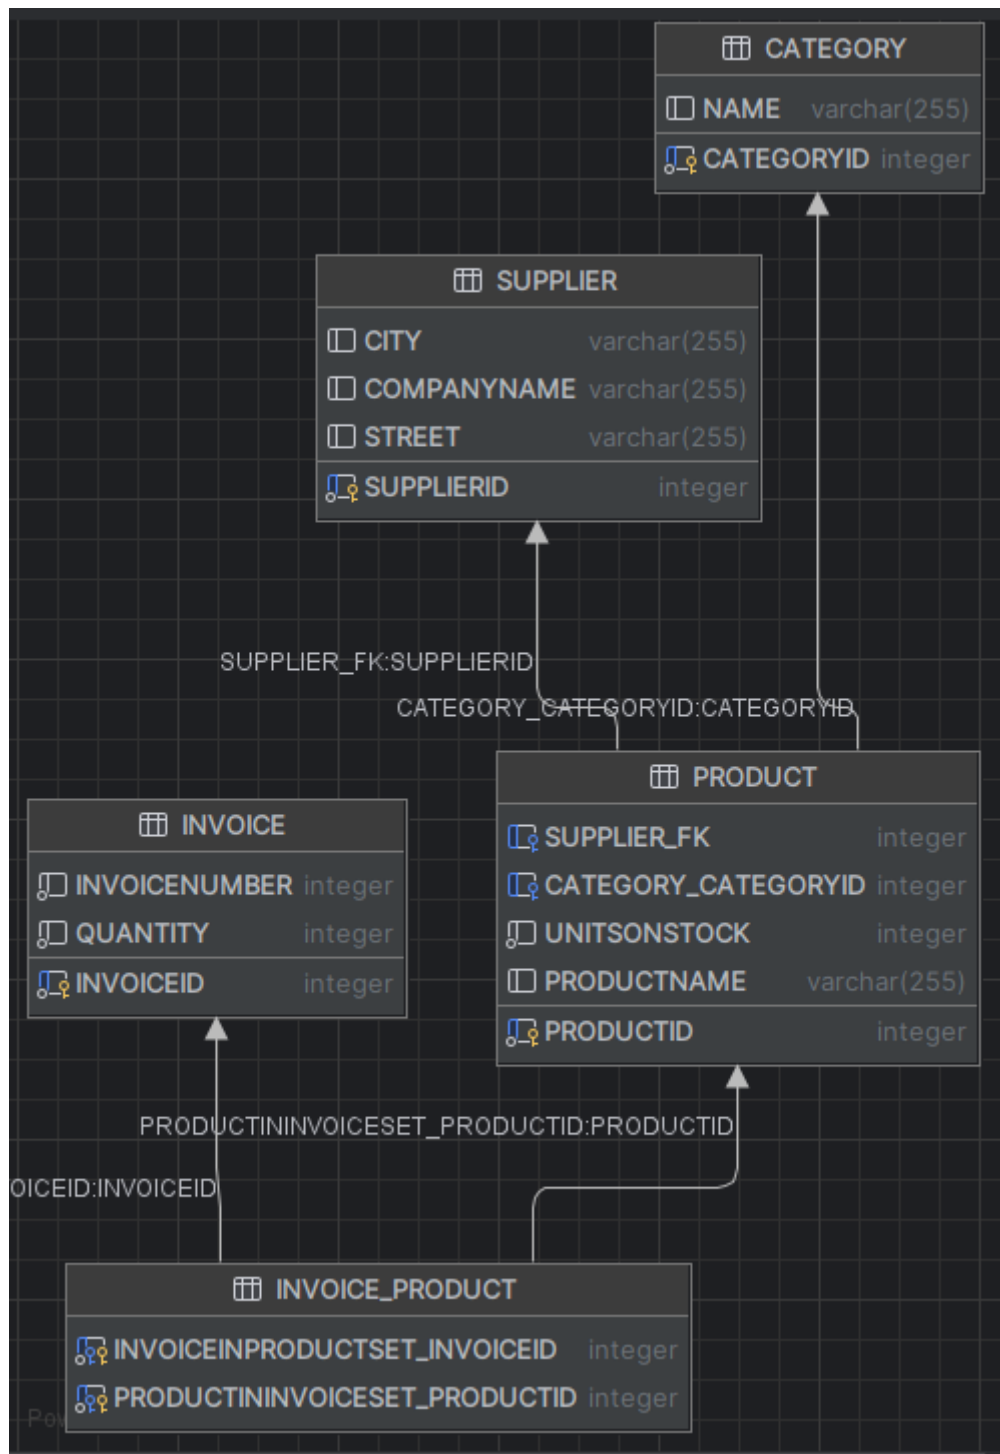 CATEGORY
NAME varchar(255)
CATEGORYID integer
SUPPLIER
CITY varchar(255)
COMPANYNAME varchar(255)
STREET varchar(255)
SUPPLIERID integer
SUPPLIER_FK:SUPPLIERID
CATEGORY_CATEGORYID:CATEGORYID
PRODUCT
SUPPLIER_FK integer
CATEGORY_CATEGORYID integer
UNITSONSTOCK integer
PRODUCTNAME varchar(255)
PRODUCTID integer
INVOICE
INVOICENUMBER integer
QUANTITY integer
INVOICEID integer
PRODUCTININVOICESET_PRODUCTID:PRODUCTID
OICEID:INVOICEID
INVOICE_PRODUCT
INVOICEINPRODUCTSET_INVOICEID integer
PRODUCTININVOICESET_PRODUCTID integer